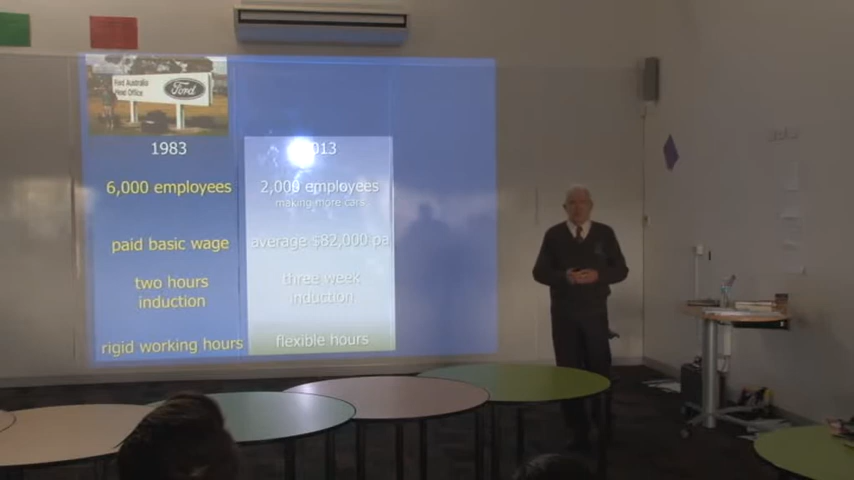 Ford Australia
Head Office
Ford
1983
6,000 employees
paid basic wage
two hours
induction
rigid working hours
013
2,000 employees
making more cars
average $82,000 pa
three week
induction
flexible hours